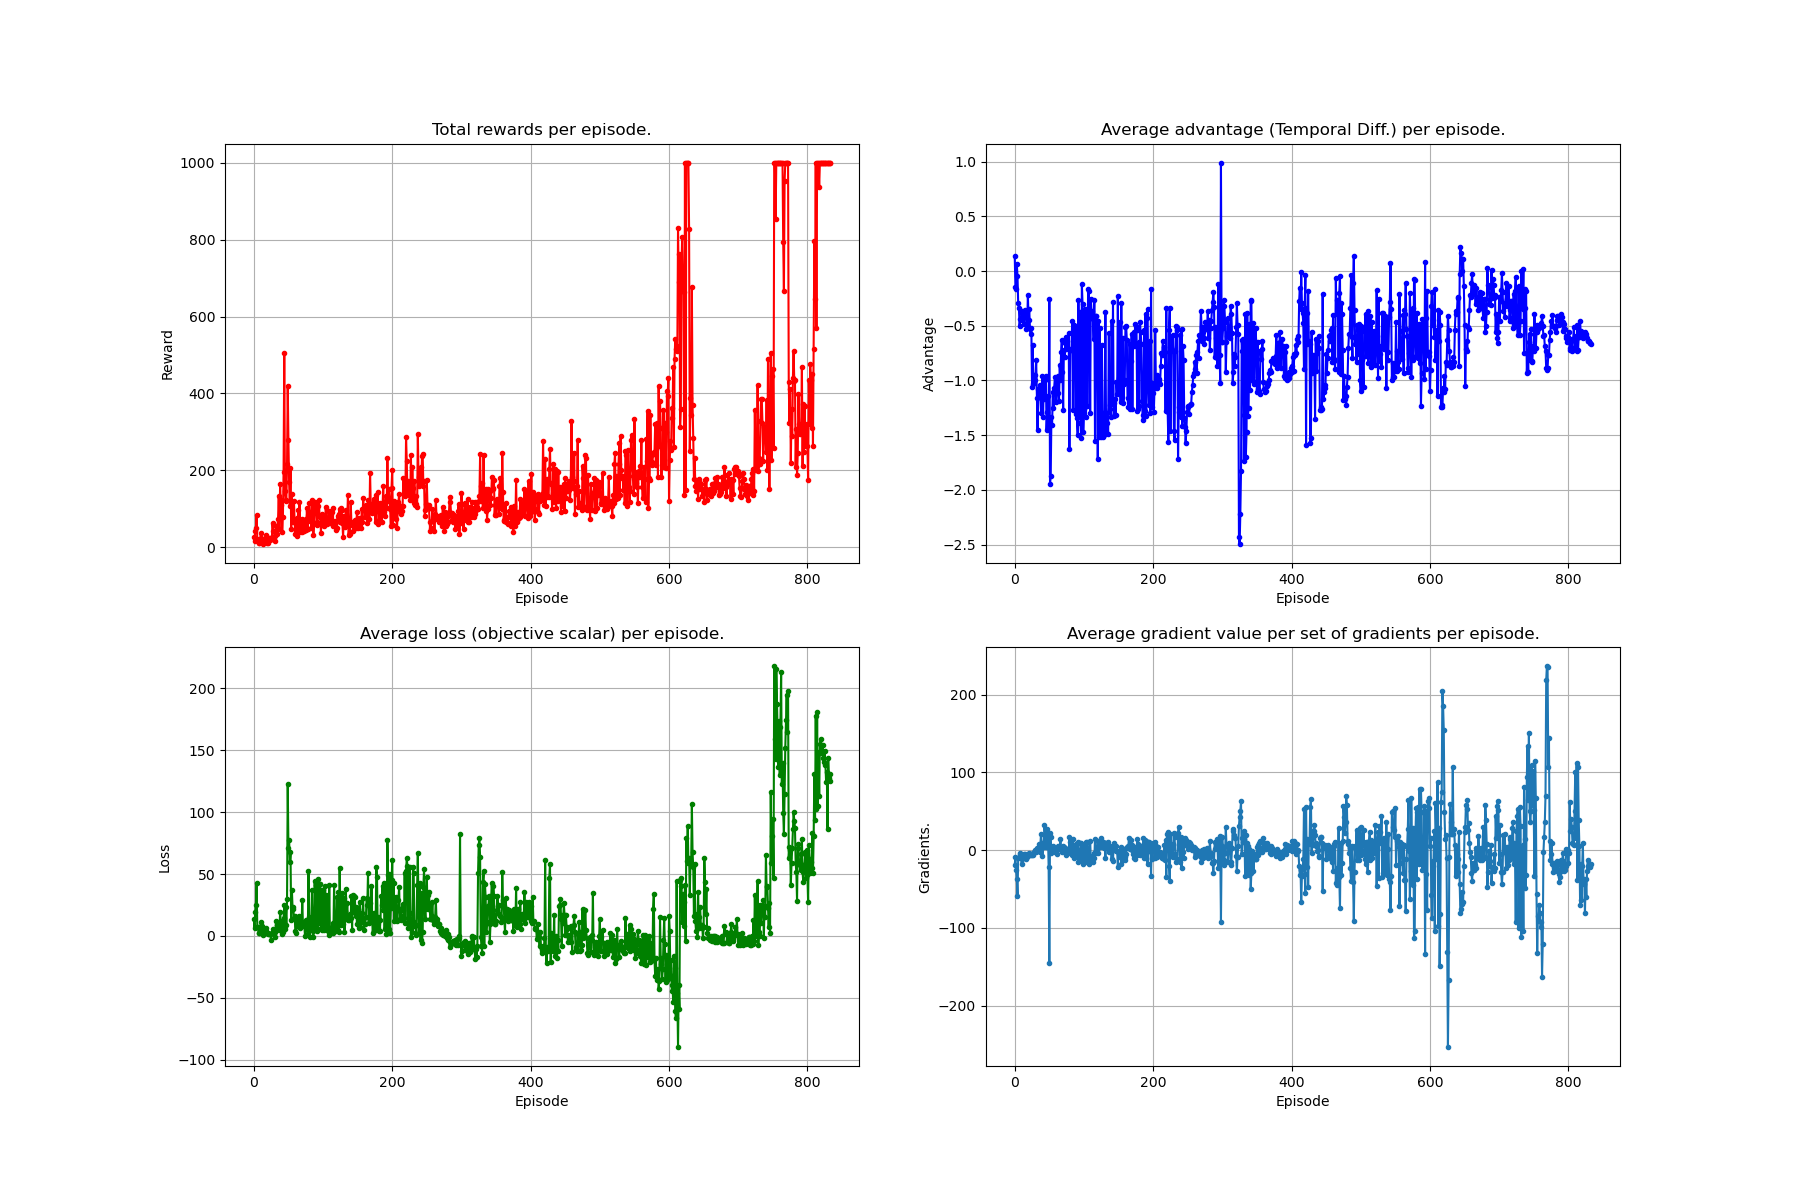 Total rewards per episode.
1000
800
600
400
200
0
Reward
0 200 400 600 800
Episode
Average advantage (Temporal Diff.) per episode.
1.0
0.5
0.0
−0.5
−1.0
−1.5
−2.0
−2.5
Advantage
0 200 400 600 800
Episode
Average loss (objective scalar) per episode.
200
150
100
50
0
−50
−100
Loss
0 200 400 600 800
Episode
Average gradient value per set of gradients per episode.
200
100
0
−100
−200
Gradients.
0 200 400 600 800
Episode